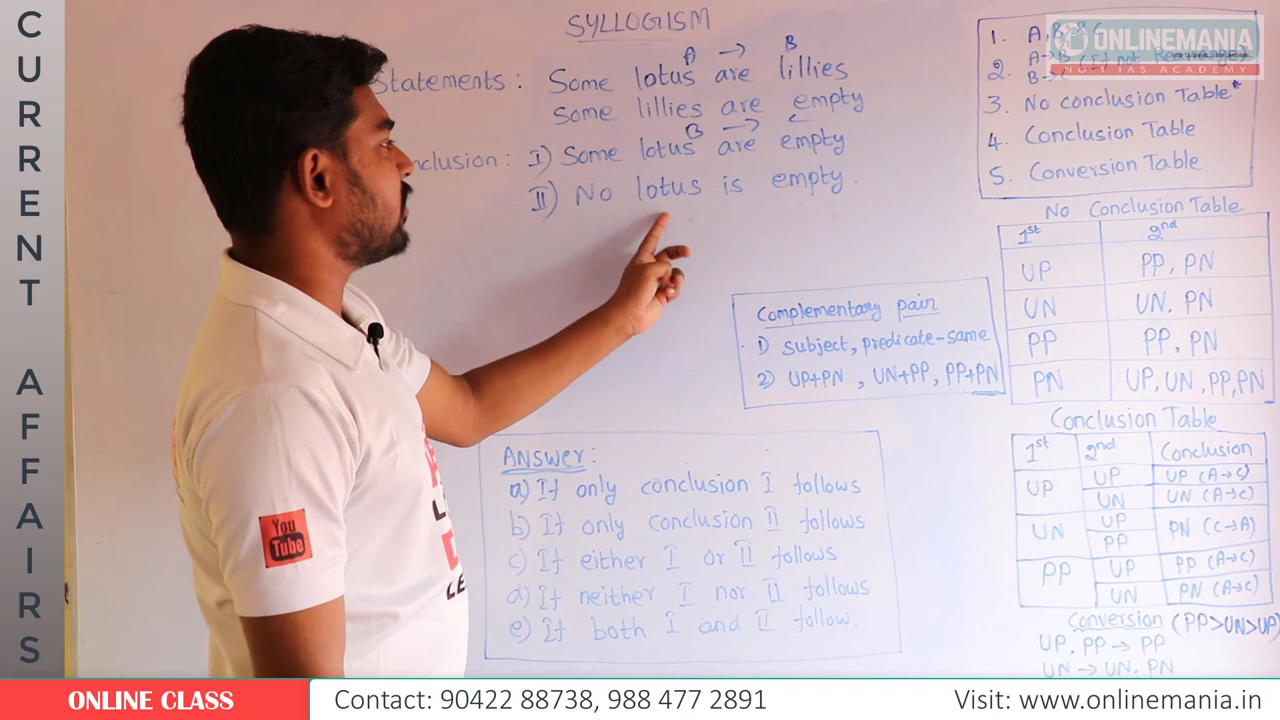 CURRENT AFFAIRS
SYLLOGISM
A → B
Statements : Some lotus are lillies
Some lillies are empty
B → C
Conclusion : I) Some lotus are empty
II) No lotus is empty.
ONLINEMANIA
IAS ACADEMY
1. A, B
2. A→B (If not Rearrange)
B→C
3. No conclusion Table*
4. Conclusion Table
5. Conversion Table
No Conclusion Table
1st 2nd
UP PP, PN
UN UN, PN
PP PP, PN
PN UP, UN, PP, PN
Complementary pair
1) subject, predicate-same
2) UP+PN, UN+PP, PP+PN
Conclusion Table
1st 2nd Conclusion
UP UP UP (A→C)
UN UN (A→C)
UN UP PN (C→A)
PP
PP UP PP (A→C)
UN PN (A→C)
Conversion (PP>UN>UP)
UP, PP → PP
UN → UN, PN
Answer:
a) If only conclusion I follows
b) If only conclusion II follows
c) If either I or II follows
d) If neither I nor II follows
e) If both I and II follow.
You
Tube
ONLINE CLASS
Contact: 90422 88738, 988 477 2891
Visit: www.onlinemania.in